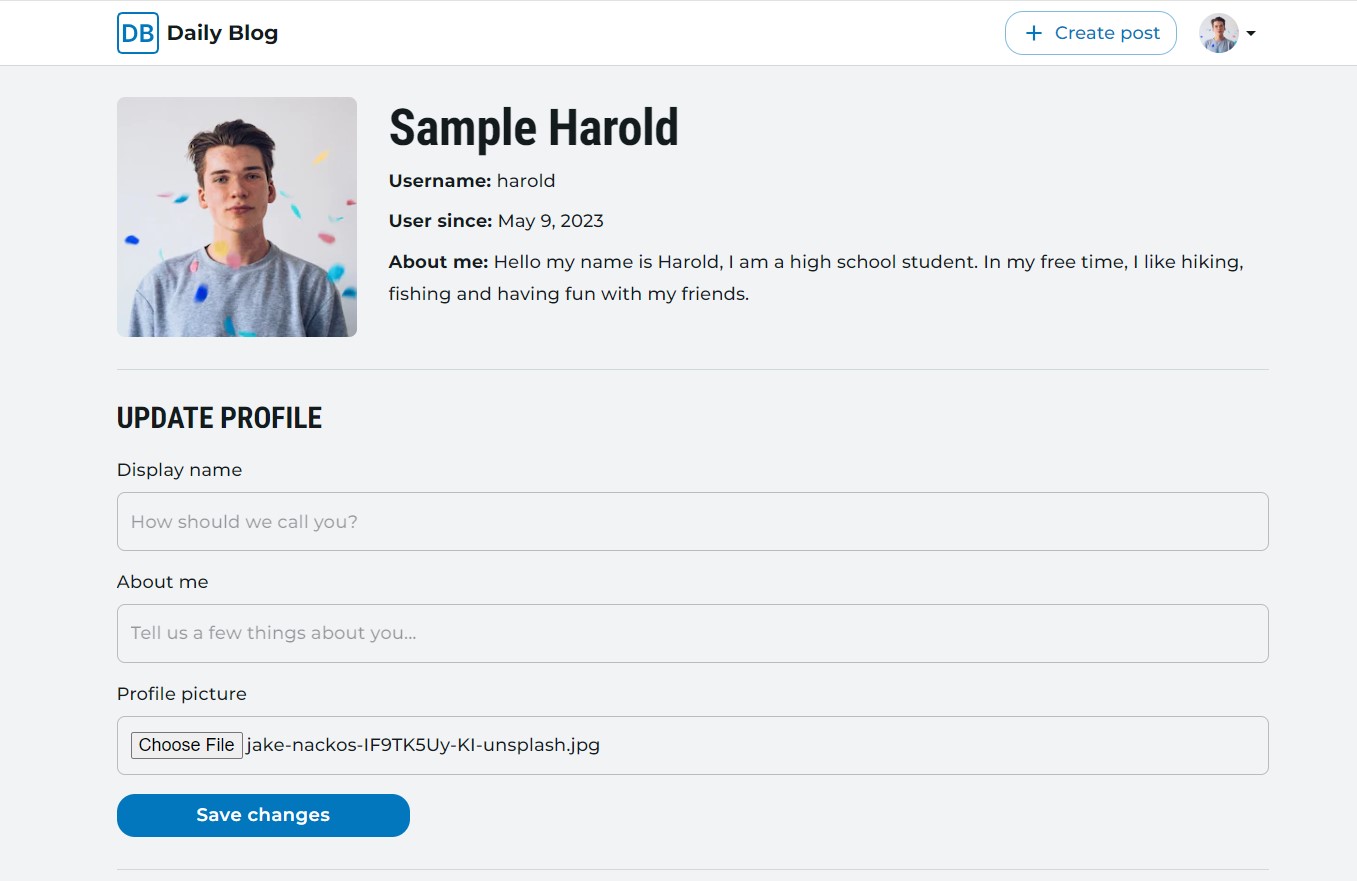 DB Daily Blog
+ Create post
Sample Harold
Username: harold
User since: May 9, 2023
About me: Hello my name is Harold, I am a high school student. In my free time, I like hiking,
fishing and having fun with my friends.
UPDATE PROFILE
Display name
How should we call you?
About me
Tell us a few things about you...
Profile picture
Choose File jake-nackos-IF9TK5Uy-KI-unsplash.jpg
Save changes